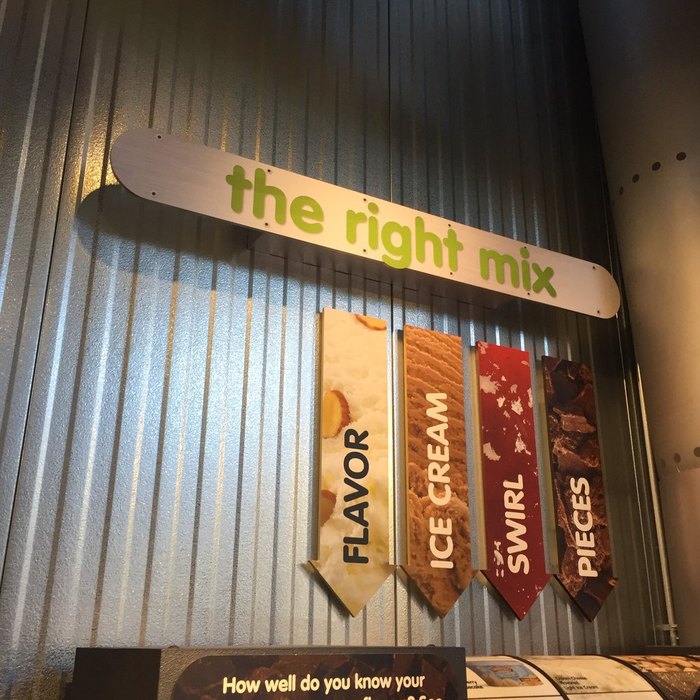 the right mix
FLAVOR
ICE CREAM
SWIRL
PIECES
How well do you know your